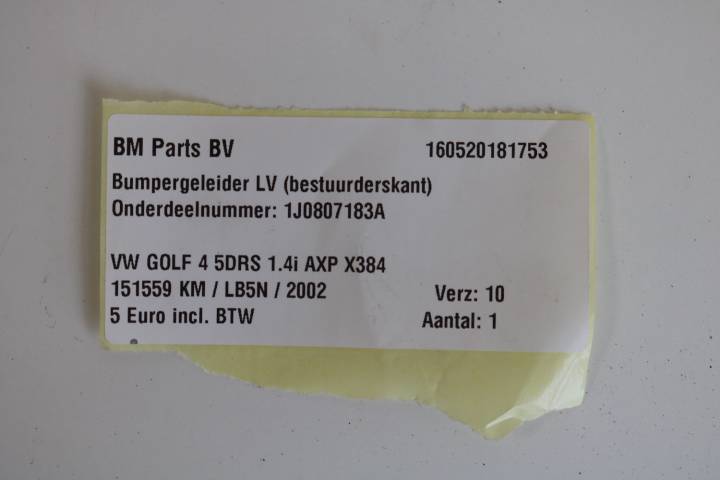 BM Parts BV 160520181753
Bumpergeleider LV (bestuurderskant)
Onderdeelnummer: 1J0807183A
VW GOLF 4 5DRS 1.4i AXP X384
151559 KM / LB5N / 2002 Verz: 10
5 Euro incl. BTW Aantal: 1